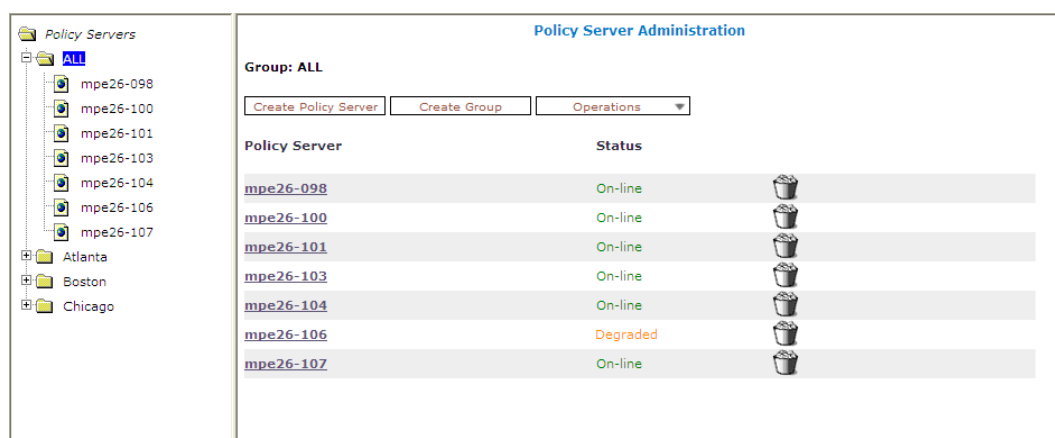 Policy Servers
ALL
mpe26-098
mpe26-100
mpe26-101
mpe26-103
mpe26-104
mpe26-106
mpe26-107
Atlanta
Boston
Chicago
Policy Server Administration
Group: ALL
Create Policy Server Create Group Operations
Policy Server Status
mpe26-098 On-line
mpe26-100 On-line
mpe26-101 On-line
mpe26-103 On-line
mpe26-104 On-line
mpe26-106 Degraded
mpe26-107 On-line